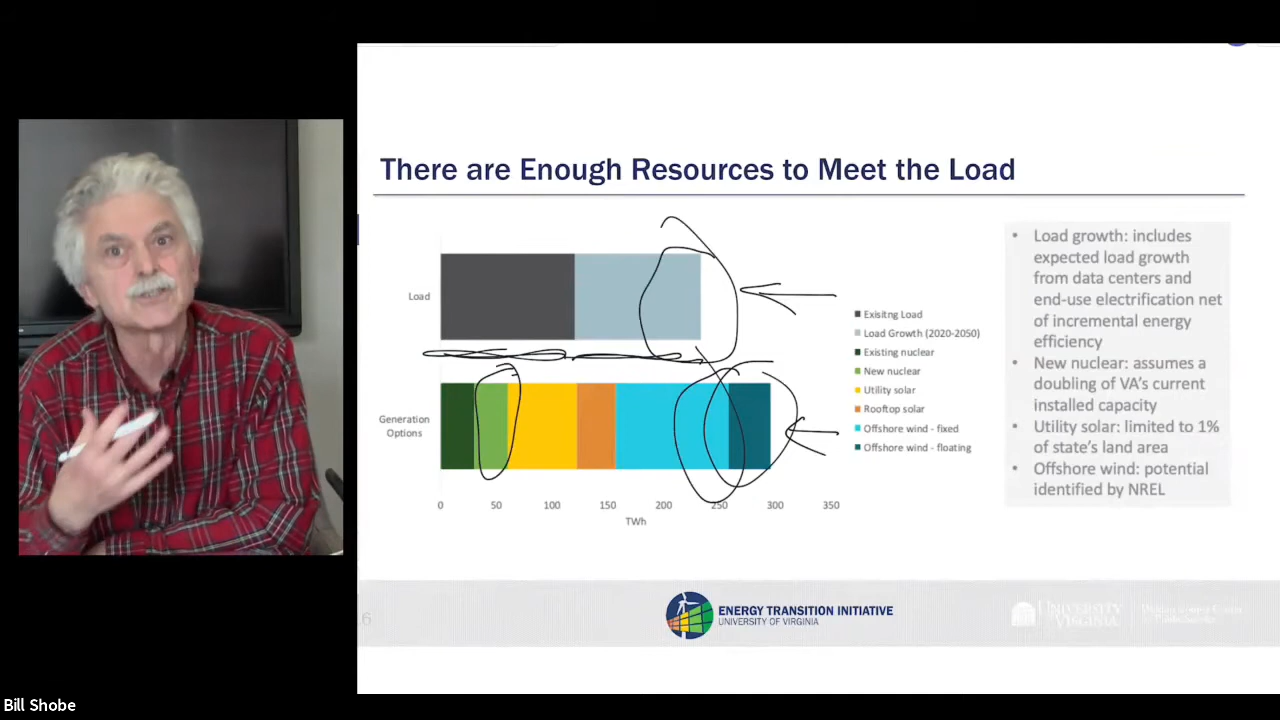 There are Enough Resources to Meet the Load
Load
Generation
Options
0 50 100 150 200 250 300 350
TWh
Exisitng Load
Load Growth (2020-2050)
Existing nuclear
New nuclear
Utility solar
Rooftop solar
Offshore wind - fixed
Offshore wind - floating
• Load growth: includes
expected load growth
from data centers and
end-use electrification net
of incremental energy
efficiency
• New nuclear: assumes a
doubling of VA's current
installed capacity
• Utility solar: limited to 1%
of state's land area
• Offshore wind: potential
identified by NREL
6
ENERGY TRANSITION INITIATIVE
UNIVERSITY OF VIRGINIA
UNIVERSITY
of VIRGINIA
Bill Shobe